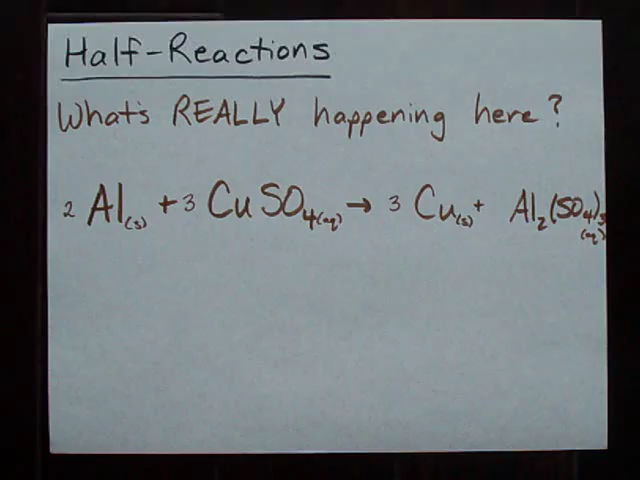 Half-Reactions
What's REALLY happening here?
2 Al(s) + 3 CuSO4(aq) → 3 Cu(s) + Al2(SO4)3(aq)